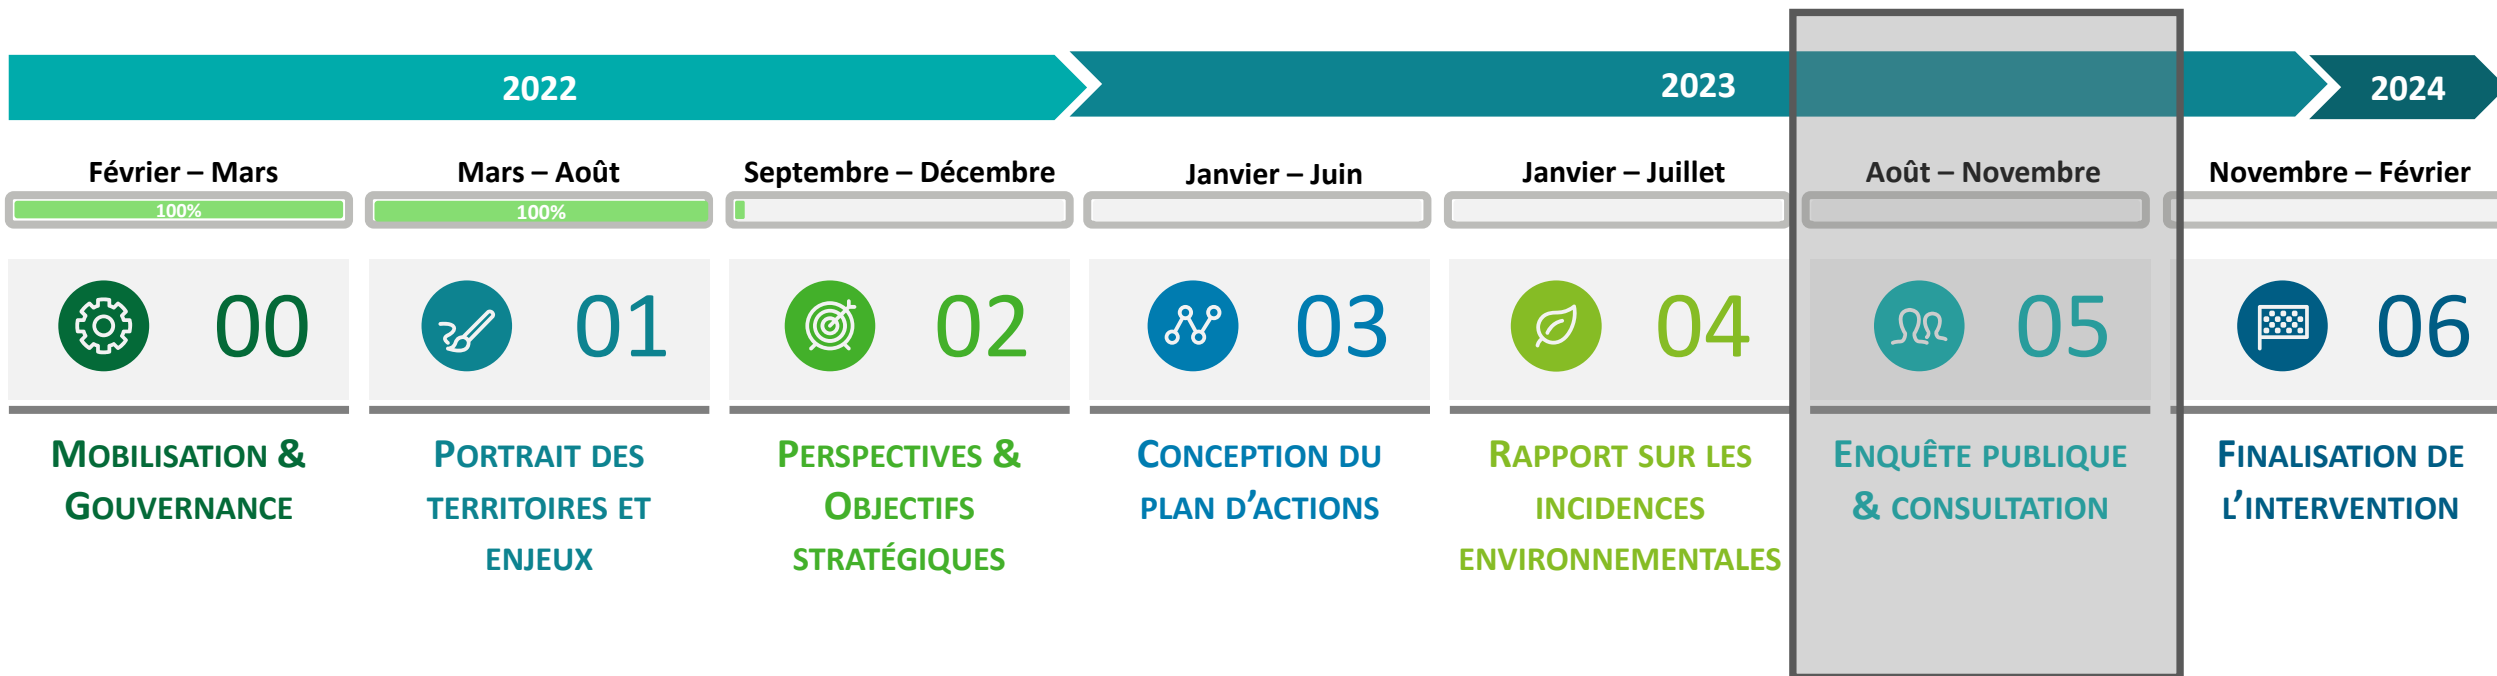 2022
2023
2024
Février – Mars
Mars – Août
Septembre – Décembre
Janvier – Juin
Janvier – Juillet
Août – Novembre
Novembre – Février
100%
100%
00
01
02
03
04
05
06
Mobilisation &
Gouvernance
Portrait des
territoires et
enjeux
Perspectives &
Objectifs
stratégiques
Conception du
plan d’actions
Rapport sur les
incidences
environnementales
Enquête publique
& consultation
Finalisation de
l’intervention